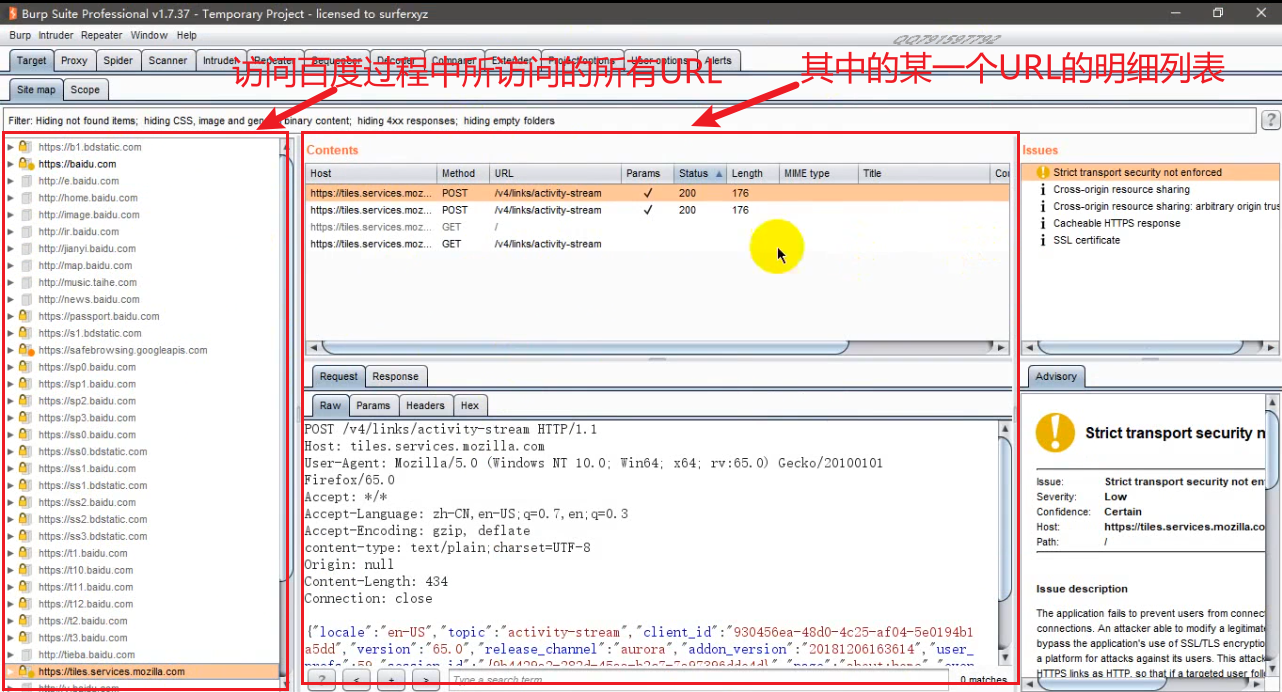 Burp Suite Professional v1.7.37 - Temporary Project - licensed to surferxyz
Burp Intruder Repeater Window Help
QQ791597792
Target Proxy Spider Scanner Intruder Repeater Sequencer Decoder Comparer Extender Project options User options Alerts
访问百度过程中所访问的所有URL
其中的某一个URL的明细列表
Site map Scope
Filter: Hiding not found items; hiding CSS, image and general binary content; hiding 4xx responses; hiding empty folders
?
https://b1.bdstatic.com
https://baidu.com
http://e.baidu.com
http://home.baidu.com
http://image.baidu.com
http://ir.baidu.com
http://jianyi.baidu.com
http://map.baidu.com
http://music.taihe.com
http://news.baidu.com
https://passport.baidu.com
https://s1.bdstatic.com
https://safebrowsing.googleapis.com
https://sp0.baidu.com
https://sp1.baidu.com
https://sp2.baidu.com
https://sp3.baidu.com
https://ss0.baidu.com
https://ss0.bdstatic.com
https://ss1.baidu.com
https://ss1.bdstatic.com
https://ss2.baidu.com
https://ss2.bdstatic.com
https://ss3.bdstatic.com
https://t1.baidu.com
https://t10.baidu.com
https://t11.baidu.com
https://t12.baidu.com
https://t2.baidu.com
https://t3.baidu.com
http://tieba.baidu.com
https://tiles.services.mozilla.com
http://v.baidu.com
Contents
Host Method URL Params Status Length MIME type Title Co
https://tiles.services.moz... POST /v4/links/activity-stream ✓ 200 176
https://tiles.services.moz... POST /v4/links/activity-stream ✓ 200 176
https://tiles.services.moz... GET /
https://tiles.services.moz... GET /v4/links/activity-stream
Request Response
Raw Params Headers Hex
POST /v4/links/activity-stream HTTP/1.1
Host: tiles.services.mozilla.com
User-Agent: Mozilla/5.0 (Windows NT 10.0; Win64; x64; rv:65.0) Gecko/20100101
Firefox/65.0
Accept: */*
Accept-Language: zh-CN,en-US;q=0.7,en;q=0.3
Accept-Encoding: gzip, deflate
content-type: text/plain;charset=UTF-8
Origin: null
Content-Length: 434
Connection: close
{"locale":"en-US","topic":"activity-stream","client_id":"930456ea-48d0-4c25-af04-5e0194b1
a5dd","version":"65.0","release_channel":"aurora","addon_version":"20181206163614","user_
? < + > Type a search term 0 matches
Issues
Strict transport security not enforced
Cross-origin resource sharing
Cross-origin resource sharing: arbitrary origin trus
Cacheable HTTPS response
SSL certificate
Advisory
Strict transport security n
Issue: Strict transport security not en
Severity: Low
Confidence: Certain
Host: https://tiles.services.mozilla.co
Path: /
Issue description
The application fails to prevent users from connec
connections. An attacker able to modify a legitimat
bypass the application's use of SSL/TLS encryptio
a platform for attacks against its users. This attack
HTTPS links as HTTP, so that if a targeted user foll